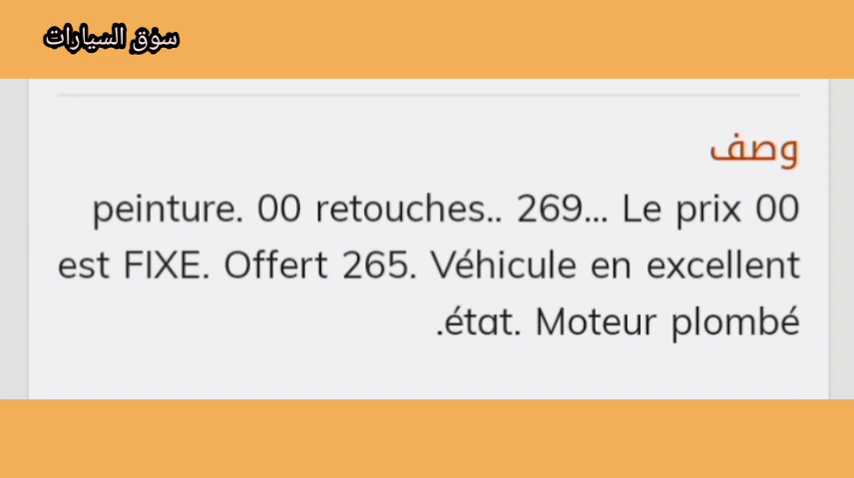 سوق السيارات
وصف
00 peinture. 00 retouches.. 269... Le prix
est FIXE. Offert 265. Véhicule en excellent
état. Moteur plombé.